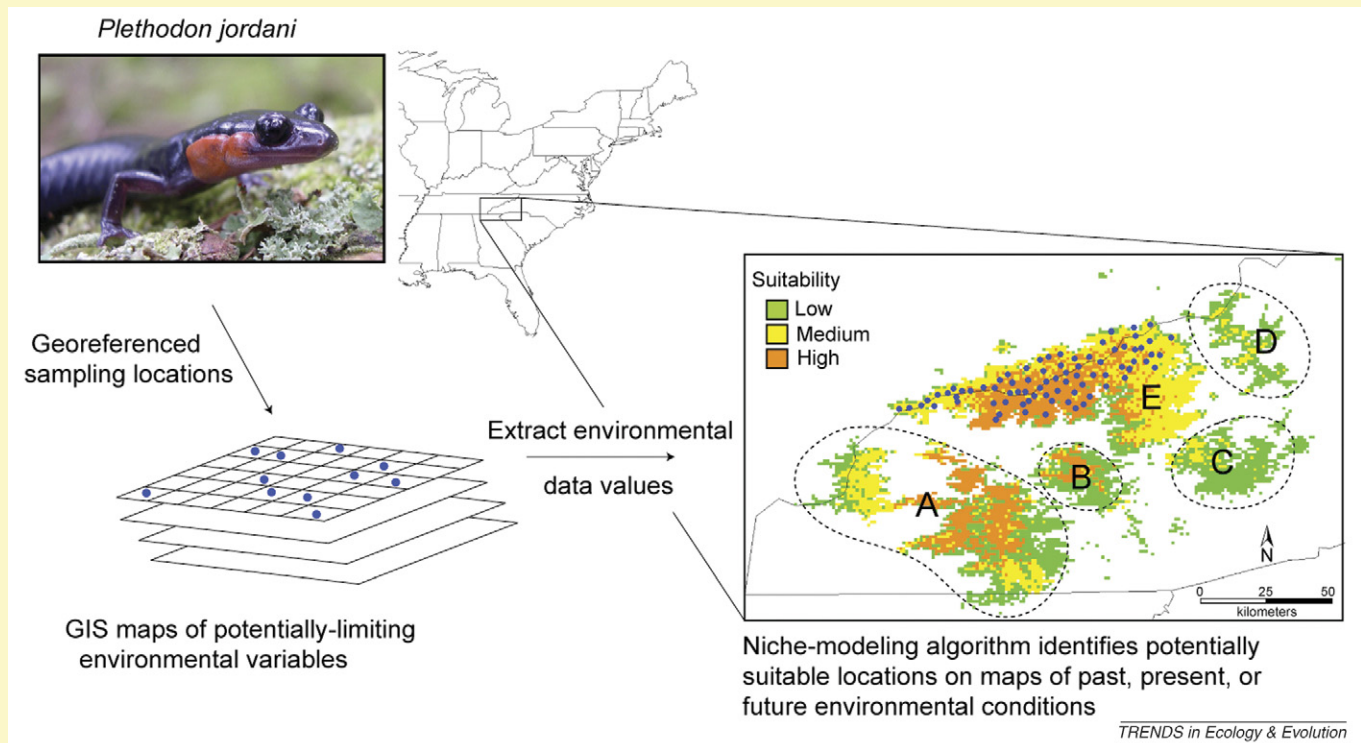 Plethodon jordani
Georeferenced
sampling locations
GIS maps of potentially-limiting
environmental variables
Extract environmental
data values
Suitability
Low
Medium
High
A
B
C
D
E
N
0 25 50
kilometers
Niche-modeling algorithm identifies potentially
suitable locations on maps of past, present, or
future environmental conditions
TRENDS in Ecology & Evolution